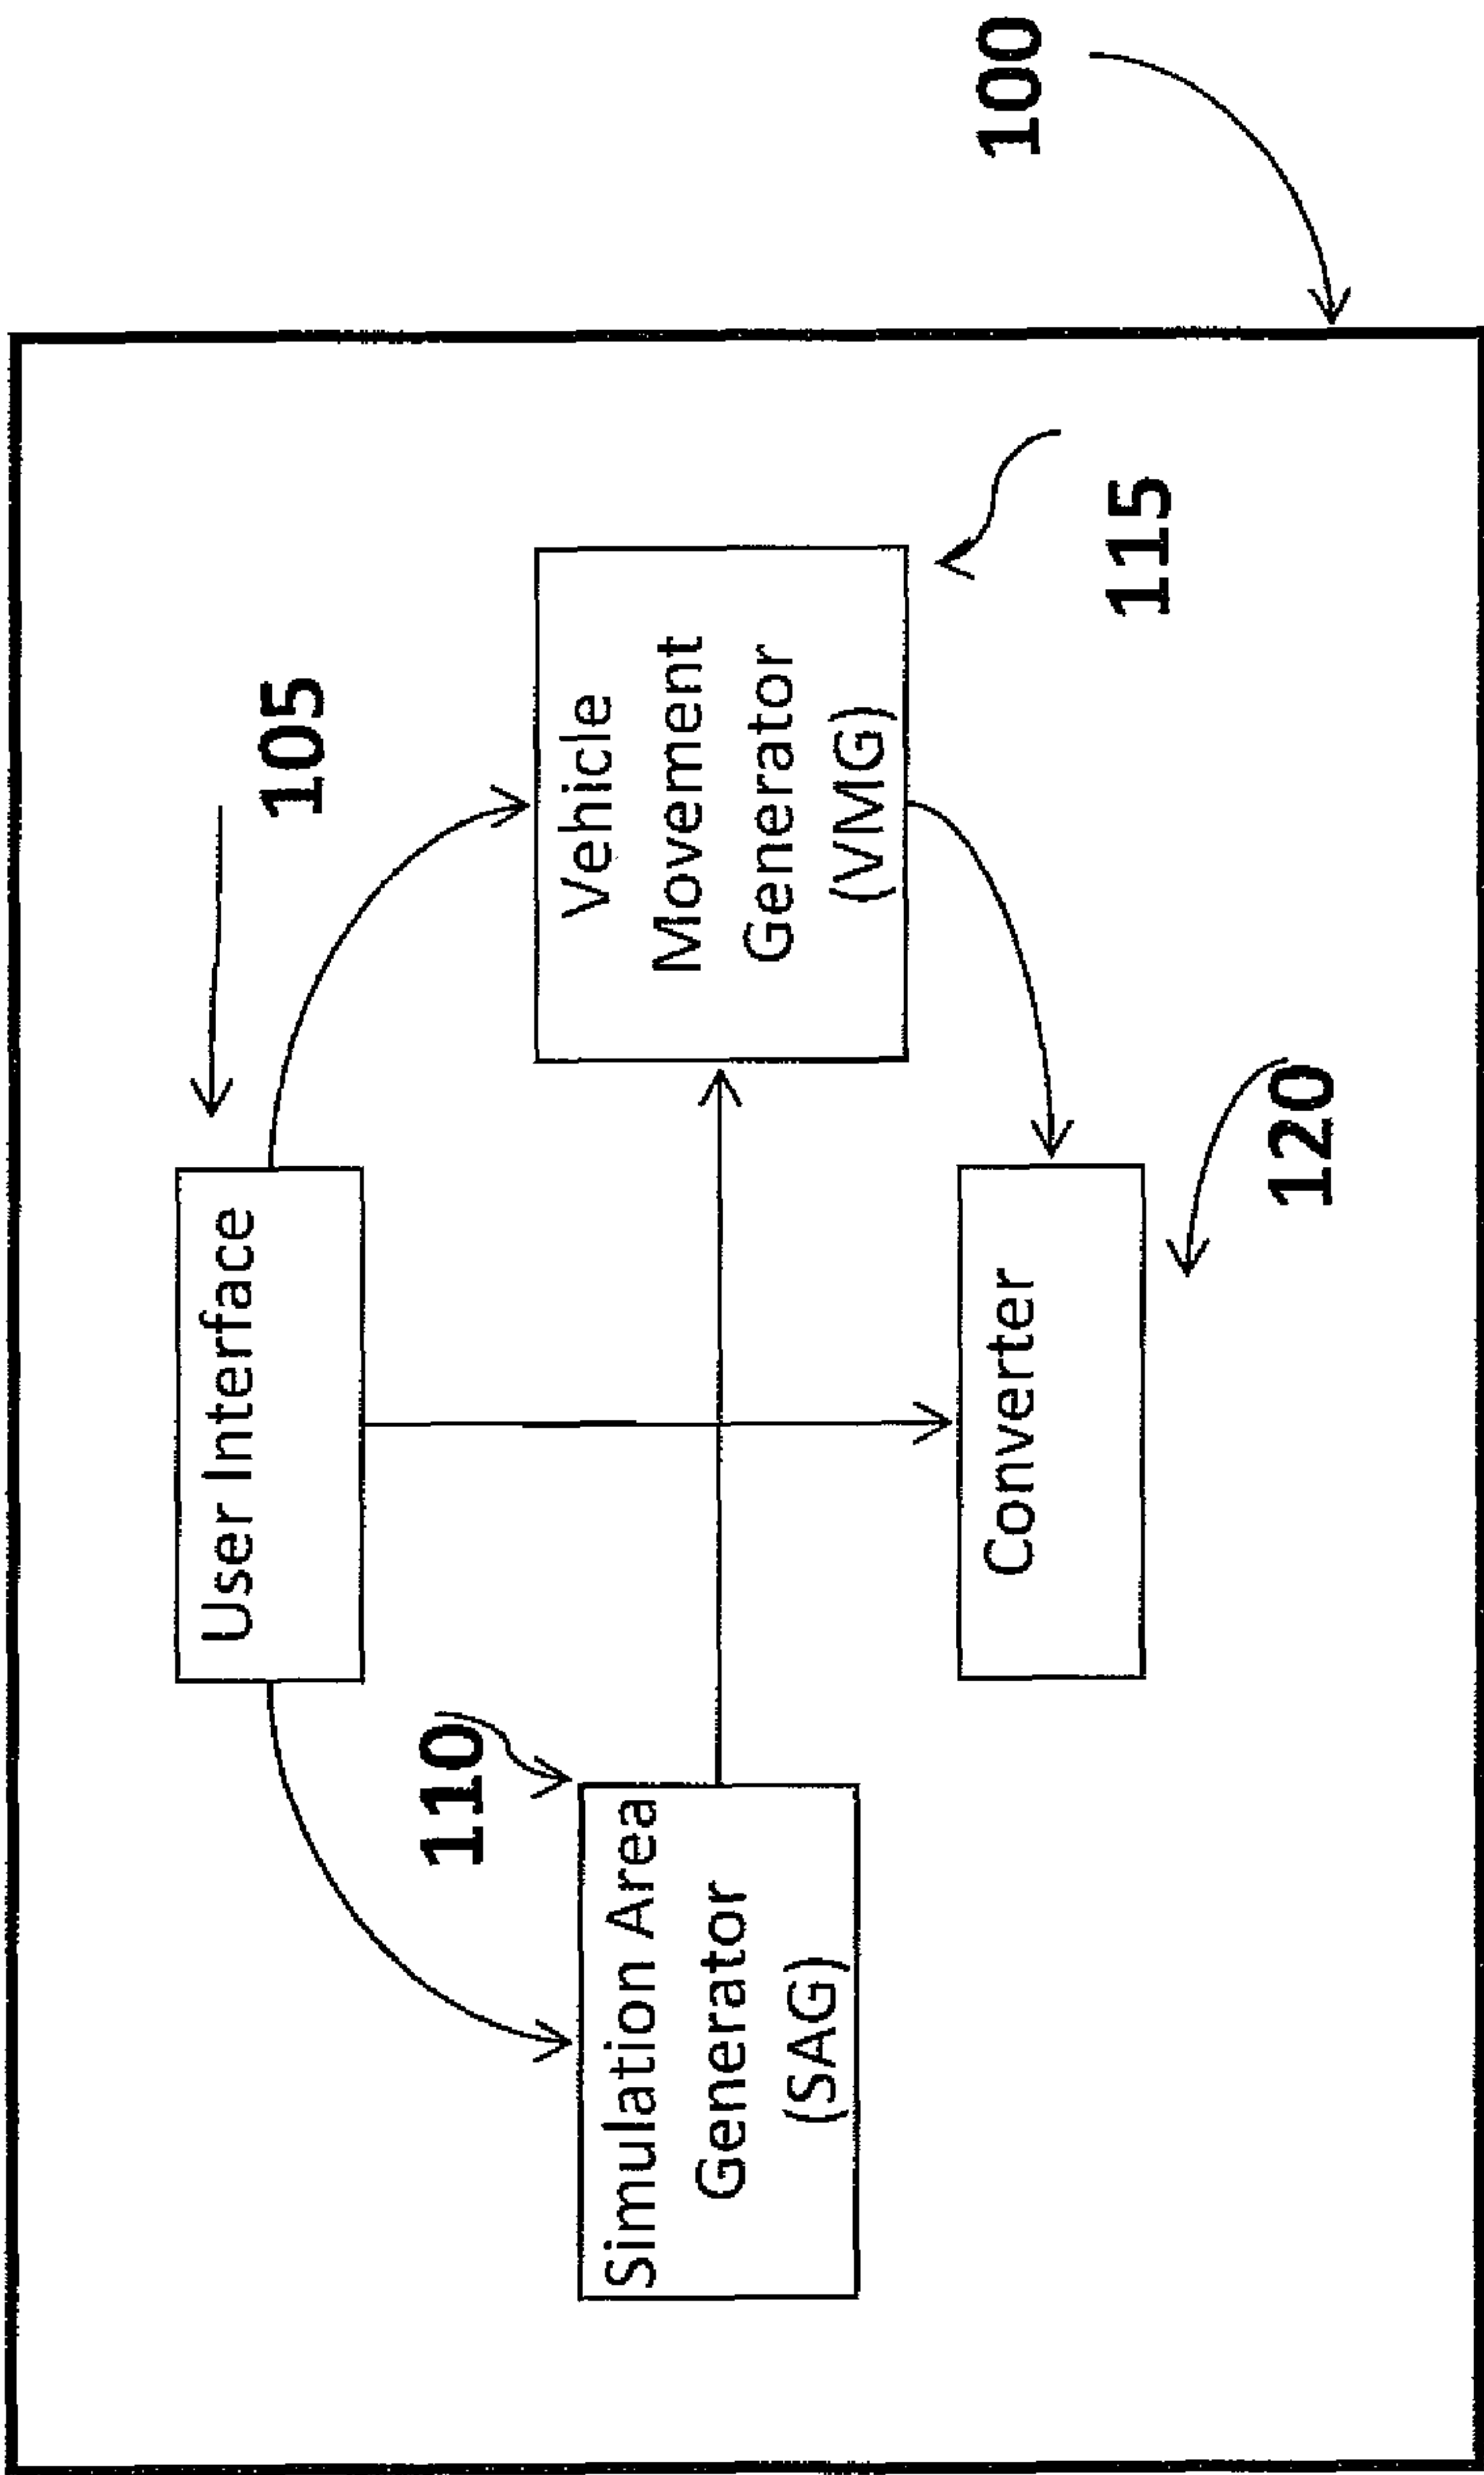 100
105
User Interface
110
Simulation Area
Generator
(SAG)
Vehicle
Movement
Generator
(VMG)
115
Converter
120